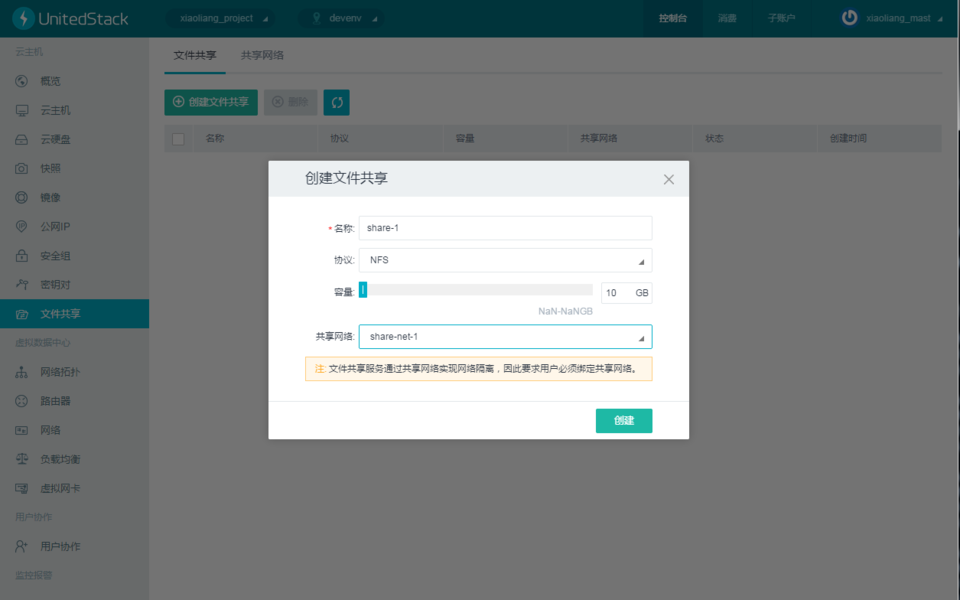 UnitedStack xiaoliang_project devenv 控制台 消息 子账户 xiaoliang_mast
云主机
概览
云主机
云硬盘
快照
镜像
公网IP
安全组
密钥对
文件共享
虚拟数据中心
网络拓扑
路由器
网络
负载均衡
虚拟网卡
用户协作
用户协作
监控报警
文件共享 共享网络
创建文件共享 删除
名称 协议 容量 共享网络 状态 创建时间
创建文件共享
* 名称: share-1
协议: NFS
容量: 10 GB
NaN-NaNGB
共享网络: share-net-1
注: 文件共享服务通过共享网络实现网络隔离，因此要求用户必须绑定共享网络。
创建